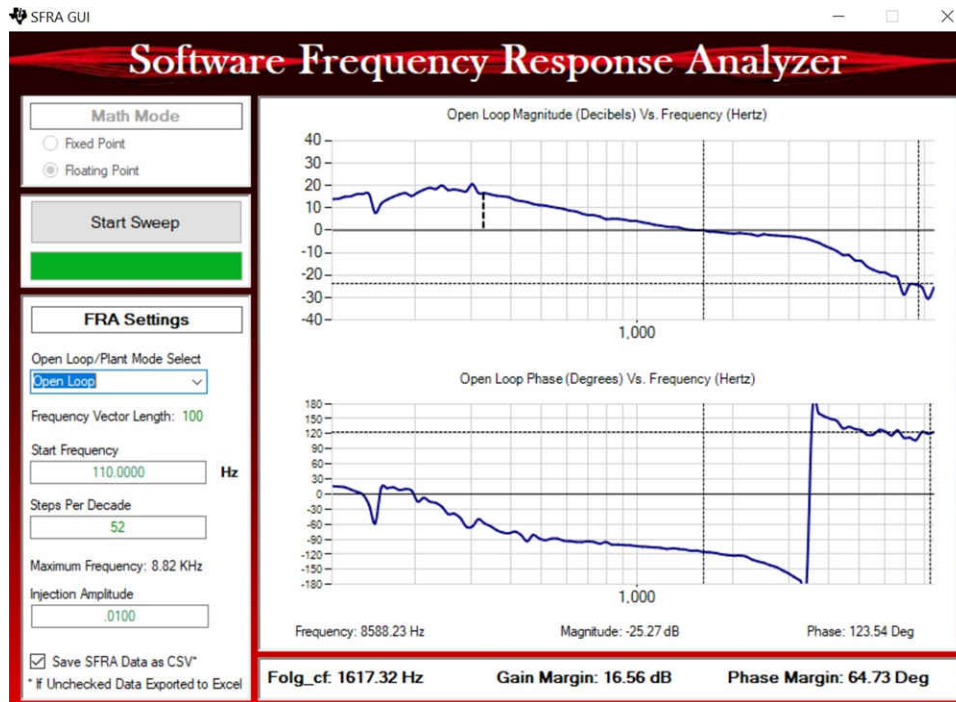 SFRA GUI
Software Frequency Response Analyzer
Math Mode
Fixed Point
Floating Point
Start Sweep
FRA Settings
Open Loop/Plant Mode Select
Open Loop
Frequency Vector Length: 100
Start Frequency
110.0000 Hz
Steps Per Decade
52
Maximum Frequency: 8.82 KHz
Injection Amplitude
.0100
Save SFRA Data as CSV*
* If Unchecked Data Exported to Excel
Open Loop Magnitude (Decibels) Vs. Frequency (Hertz)
40
30
20
10
0
-10
-20
-30
-40
1,000
Open Loop Phase (Degrees) Vs. Frequency (Hertz)
180
150
120
90
60
30
0
-30
-60
-90
-120
-150
-180
1,000
Frequency: 8588.23 Hz Magnitude: -25.27 dB Phase: 123.54 Deg
Folg_cf: 1617.32 Hz Gain Margin: 16.56 dB Phase Margin: 64.73 Deg